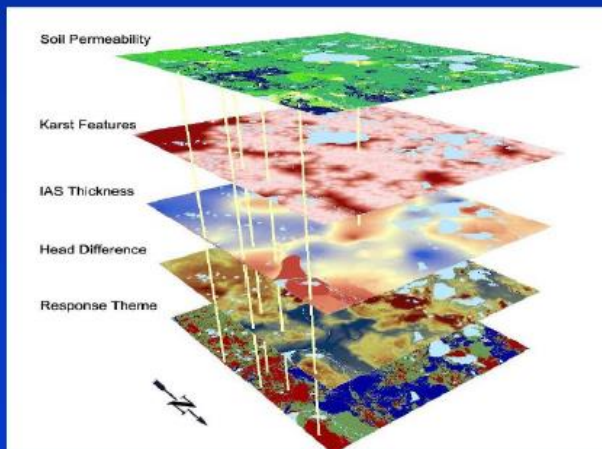 Soil Permeability
Karst Features
IAS Thickness
Head Difference
Response Theme
N